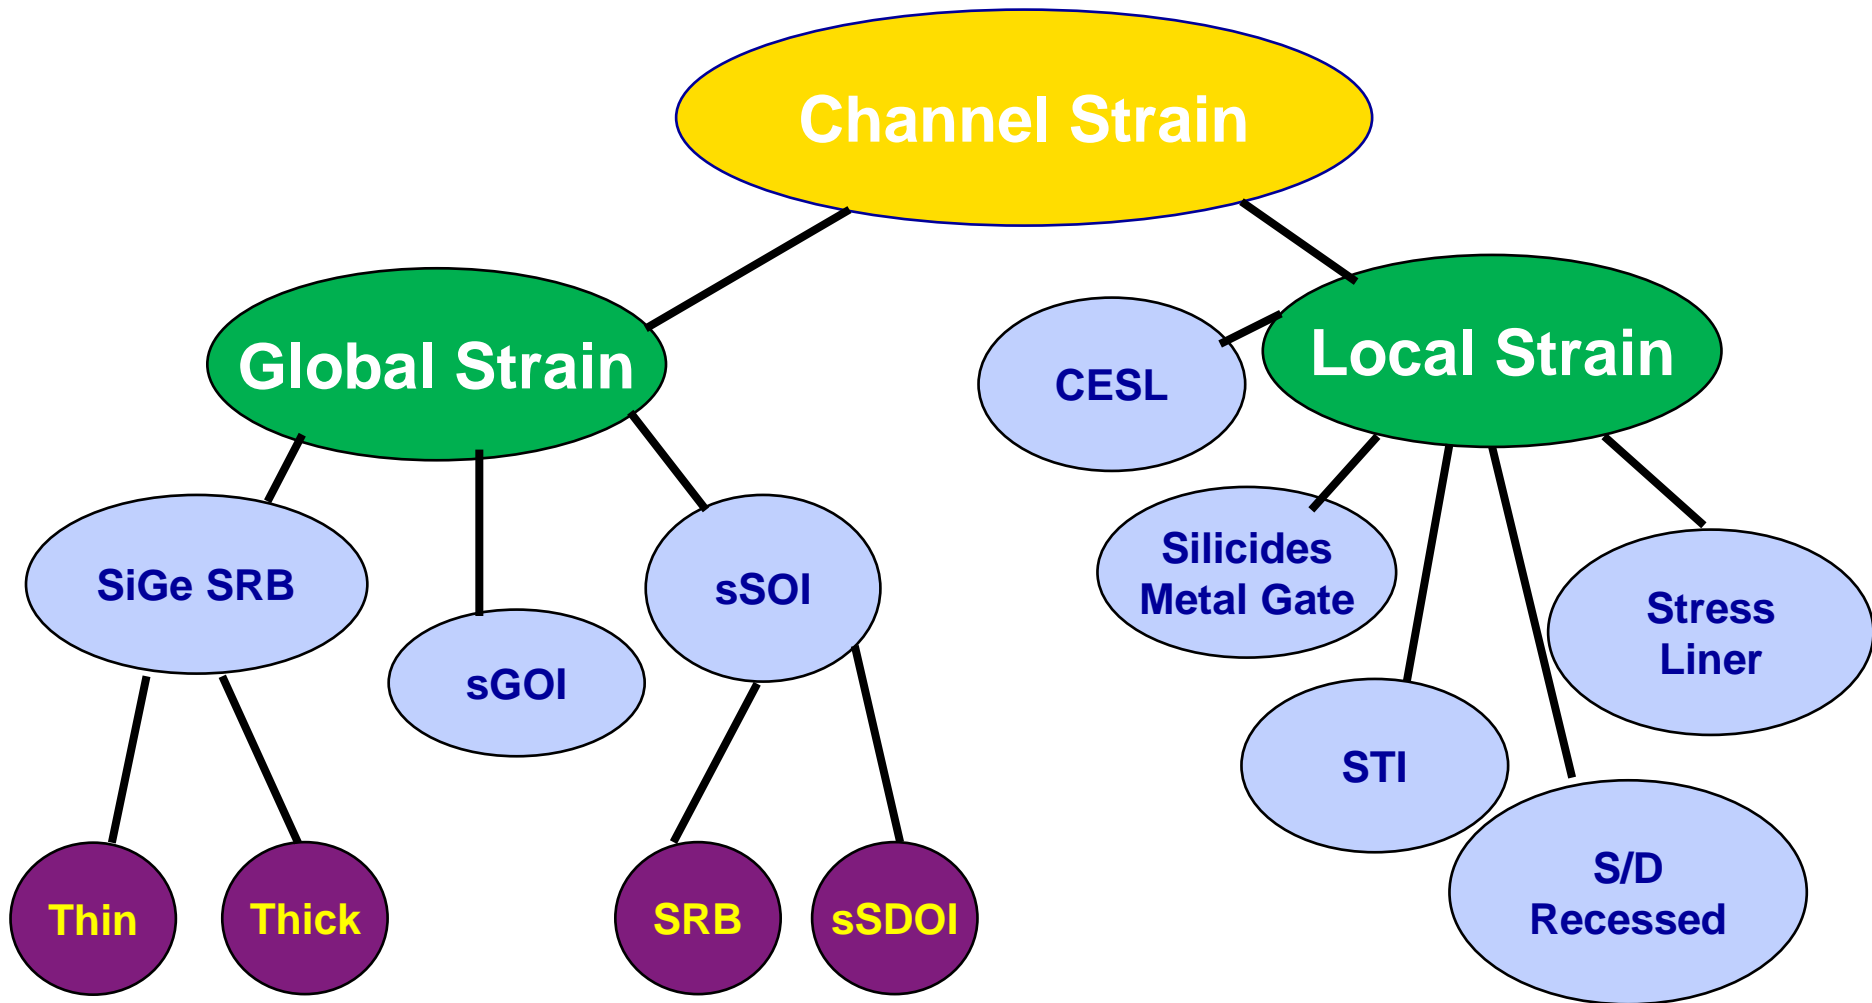 Channel Strain
Global Strain
Local Strain
CESL
SiGe SRB
sGOI
sSOI
Silicides
Metal Gate
Stress
Liner
STI
S/D
Recessed
Thin
Thick
SRB
sSDOI